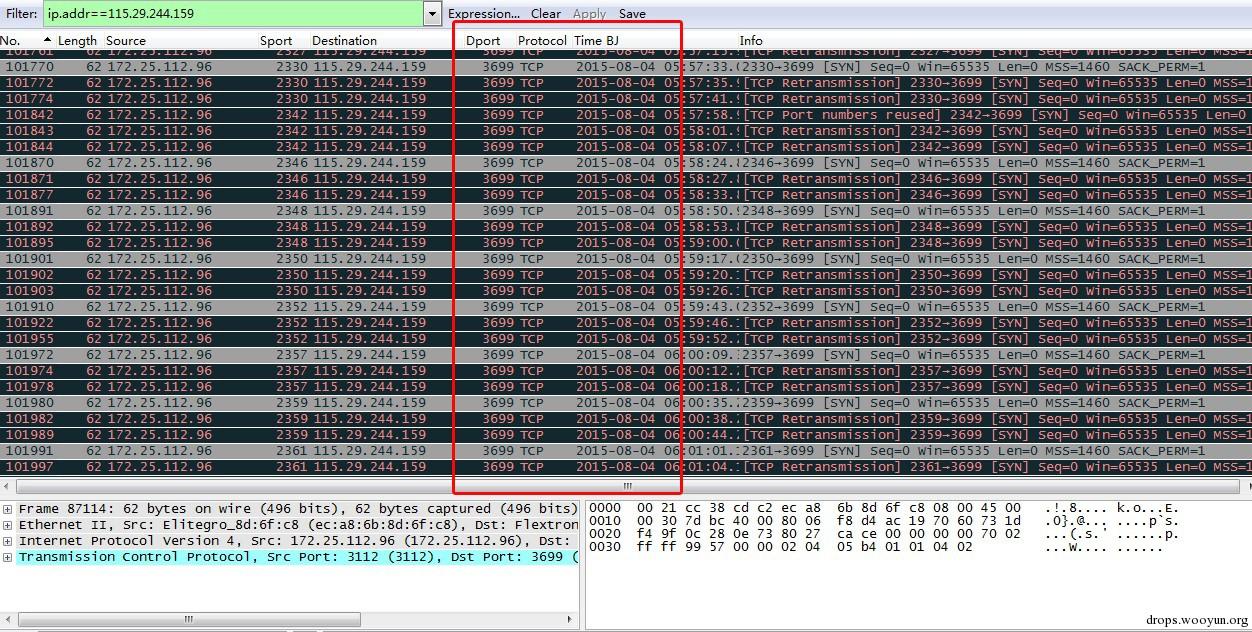 Filter: ip.addr==115.29.244.159 Expression... Clear Apply Save
No. Length Source Sport Destination Dport Protocol Time BJ Info
101770 62 172.25.112.96 2330 115.29.244.159 3699 TCP 2015-08-04 05:57:33. 2330→3699 [SYN] Seq=0 Win=65535 Len=0 MSS=1460 SACK_PERM=1
101772 62 172.25.112.96 2330 115.29.244.159 3699 TCP 2015-08-04 05:57:35. [TCP Retransmission] 2330→3699 [SYN] Seq=0 Win=65535 Len=0 MSS=1
101774 62 172.25.112.96 2330 115.29.244.159 3699 TCP 2015-08-04 05:57:41. [TCP Retransmission] 2330→3699 [SYN] Seq=0 Win=65535 Len=0 MSS=1
101842 62 172.25.112.96 2342 115.29.244.159 3699 TCP 2015-08-04 05:57:58. [TCP Port numbers reused] 2342→3699 [SYN] Seq=0 Win=65535 Len=0
101843 62 172.25.112.96 2342 115.29.244.159 3699 TCP 2015-08-04 05:58:01. [TCP Retransmission] 2342→3699 [SYN] Seq=0 Win=65535 Len=0 MSS=1
101844 62 172.25.112.96 2342 115.29.244.159 3699 TCP 2015-08-04 05:58:07. [TCP Retransmission] 2342→3699 [SYN] Seq=0 Win=65535 Len=0 MSS=1
101870 62 172.25.112.96 2346 115.29.244.159 3699 TCP 2015-08-04 05:58:24. 2346→3699 [SYN] Seq=0 Win=65535 Len=0 MSS=1460 SACK_PERM=1
101871 62 172.25.112.96 2346 115.29.244.159 3699 TCP 2015-08-04 05:58:27. [TCP Retransmission] 2346→3699 [SYN] Seq=0 Win=65535 Len=0 MSS=1
101877 62 172.25.112.96 2346 115.29.244.159 3699 TCP 2015-08-04 05:58:33. [TCP Retransmission] 2346→3699 [SYN] Seq=0 Win=65535 Len=0 MSS=1
101891 62 172.25.112.96 2348 115.29.244.159 3699 TCP 2015-08-04 05:58:50. 2348→3699 [SYN] Seq=0 Win=65535 Len=0 MSS=1460 SACK_PERM=1
101892 62 172.25.112.96 2348 115.29.244.159 3699 TCP 2015-08-04 05:58:53. [TCP Retransmission] 2348→3699 [SYN] Seq=0 Win=65535 Len=0 MSS=1
101895 62 172.25.112.96 2348 115.29.244.159 3699 TCP 2015-08-04 05:59:00. [TCP Retransmission] 2348→3699 [SYN] Seq=0 Win=65535 Len=0 MSS=1
101901 62 172.25.112.96 2350 115.29.244.159 3699 TCP 2015-08-04 05:59:17. 2350→3699 [SYN] Seq=0 Win=65535 Len=0 MSS=1460 SACK_PERM=1
101902 62 172.25.112.96 2350 115.29.244.159 3699 TCP 2015-08-04 05:59:20. [TCP Retransmission] 2350→3699 [SYN] Seq=0 Win=65535 Len=0 MSS=1
101903 62 172.25.112.96 2350 115.29.244.159 3699 TCP 2015-08-04 05:59:26. [TCP Retransmission] 2350→3699 [SYN] Seq=0 Win=65535 Len=0 MSS=1
101910 62 172.25.112.96 2352 115.29.244.159 3699 TCP 2015-08-04 05:59:43. 2352→3699 [SYN] Seq=0 Win=65535 Len=0 MSS=1460 SACK_PERM=1
101922 62 172.25.112.96 2352 115.29.244.159 3699 TCP 2015-08-04 05:59:46. [TCP Retransmission] 2352→3699 [SYN] Seq=0 Win=65535 Len=0 MSS=1
101955 62 172.25.112.96 2352 115.29.244.159 3699 TCP 2015-08-04 05:59:52. [TCP Retransmission] 2352→3699 [SYN] Seq=0 Win=65535 Len=0 MSS=1
101972 62 172.25.112.96 2357 115.29.244.159 3699 TCP 2015-08-04 06:00:09. 2357→3699 [SYN] Seq=0 Win=65535 Len=0 MSS=1460 SACK_PERM=1
101974 62 172.25.112.96 2357 115.29.244.159 3699 TCP 2015-08-04 06:00:12. [TCP Retransmission] 2357→3699 [SYN] Seq=0 Win=65535 Len=0 MSS=1
101978 62 172.25.112.96 2357 115.29.244.159 3699 TCP 2015-08-04 06:00:18. [TCP Retransmission] 2357→3699 [SYN] Seq=0 Win=65535 Len=0 MSS=1
101980 62 172.25.112.96 2359 115.29.244.159 3699 TCP 2015-08-04 06:00:35. 2359→3699 [SYN] Seq=0 Win=65535 Len=0 MSS=1460 SACK_PERM=1
101982 62 172.25.112.96 2359 115.29.244.159 3699 TCP 2015-08-04 06:00:38. [TCP Retransmission] 2359→3699 [SYN] Seq=0 Win=65535 Len=0 MSS=1
101989 62 172.25.112.96 2359 115.29.244.159 3699 TCP 2015-08-04 06:00:44. [TCP Retransmission] 2359→3699 [SYN] Seq=0 Win=65535 Len=0 MSS=1
101991 62 172.25.112.96 2361 115.29.244.159 3699 TCP 2015-08-04 06:01:01. 2361→3699 [SYN] Seq=0 Win=65535 Len=0 MSS=1460 SACK_PERM=1
101997 62 172.25.112.96 2361 115.29.244.159 3699 TCP 2015-08-04 06:01:04. [TCP Retransmission] 2361→3699 [SYN] Seq=0 Win=65535 Len=0 MSS=1
Frame 87114: 62 bytes on wire (496 bits), 62 bytes captured (496 bits)
Ethernet II, Src: Elitegro_8d:6f:c8 (ec:a8:6b:8d:6f:c8), Dst: Flextron
Internet Protocol Version 4, Src: 172.25.112.96 (172.25.112.96), Dst:
Transmission Control Protocol, Src Port: 3112 (3112), Dst Port: 3699 (
0000 00 21 cc 38 cd c2 ec a8 6b 8d 6f c8 08 00 45 00 .!.8.... k.o...E.
0010 00 30 7d bc 40 00 80 06 f8 d4 ac 19 70 60 73 1d .0}.@... ....p`s.
0020 f4 9f 0c 28 0e 73 80 27 ca ce 00 00 00 00 70 02 ...(.s.' ......p.
0030 ff ff 99 57 00 00 02 04 05 b4 01 01 04 02 ...W.... ......
drops.wooyun.org